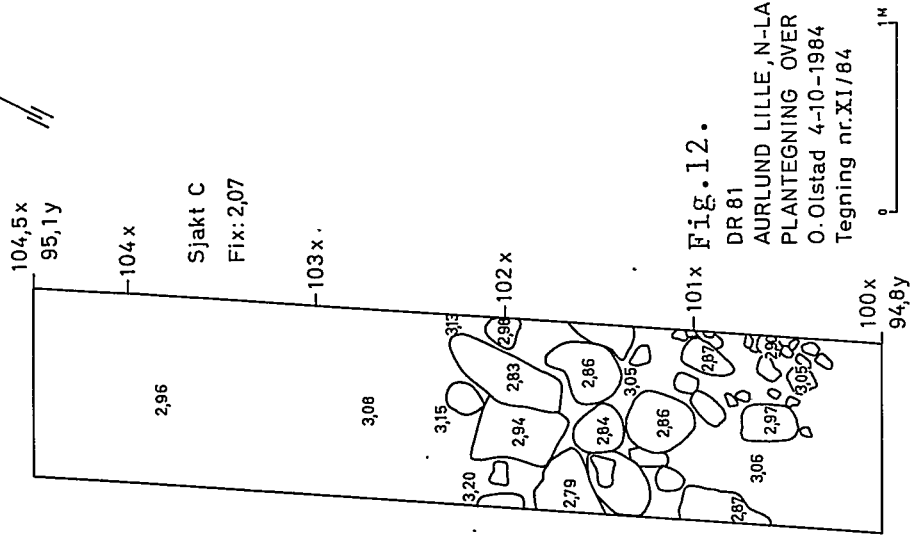 104,5x
95,1y
104x
Sjakt C
Fix: 2,07
103x
102x
101x
100x
94,8y
2,96
3,08
3,15
3,13
2,98
2,83
2,94
3,20
2,86
3,05
2,84
2,79
2,86
2,87
2,97
3,05
3,06
2,87
Fig.12.
DR 81
AURLUND LILLE, N-LA
PLANTEGNING OVER
O. Olstad 4-10-1984
Tegning nr.XI/84
0
1M